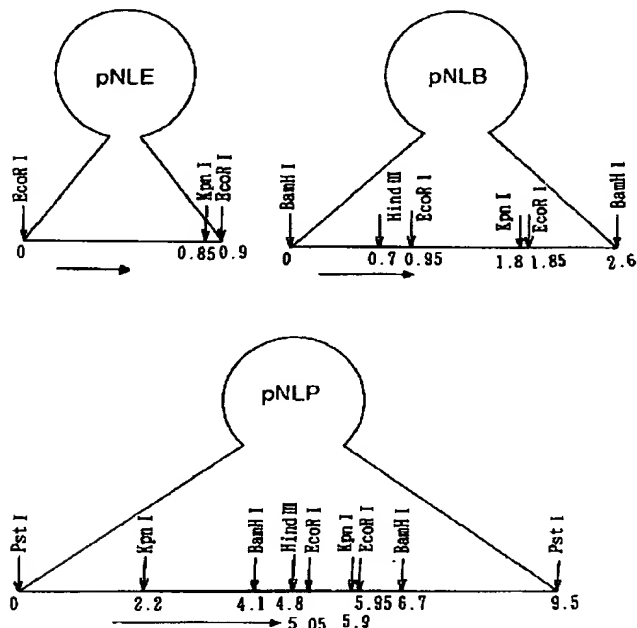 pNLE
EcoR I
Kpn I
EcoR I
0
0.85
0.9
pNLB
BamH I
Hind III
EcoR 1
Kpn I
EcoR 1
BamH I
0
0.7
0.95
1.8
1.85
2.6
pNLP
Pst I
Kpn I
BamH I
Hind III
EcoR I
Kpn I
EcoR I
BamH I
Pst I
0
2.2
4.1
4.8
5.05
5.9
5.95
6.7
9.5